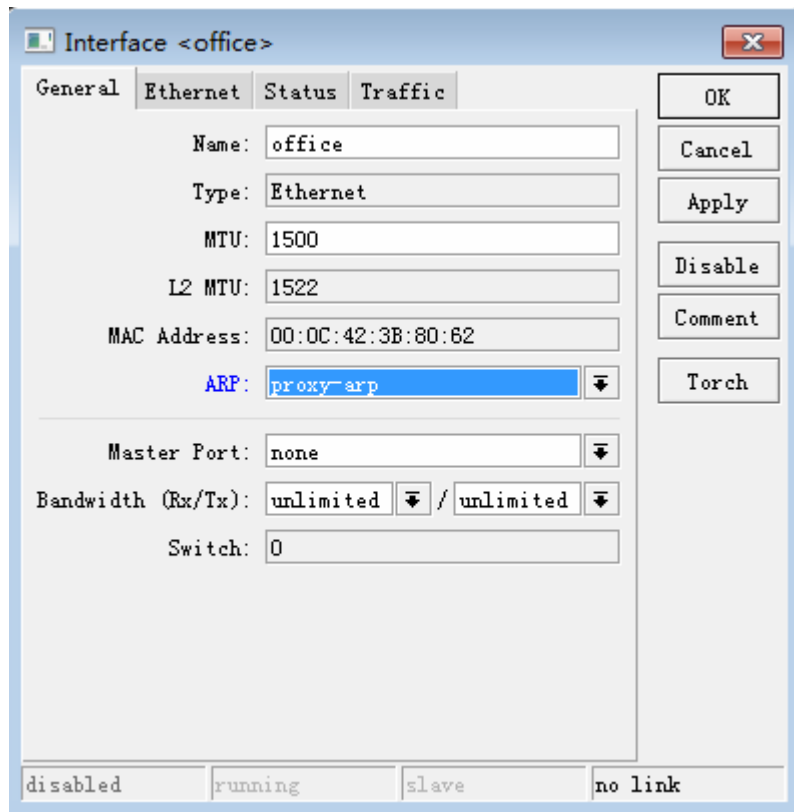 Interface <office>
General Ethernet Status Traffic
OK
Name: office
Cancel
Type: Ethernet
Apply
MTU: 1500
Disable
L2 MTU: 1522
Comment
MAC Address: 00:0C:42:3B:80:62
ARP: proxy-arp
Torch
Master Port: none
Bandwidth (Rx/Tx): unlimited / unlimited
Switch: 0
disabled running slave no link